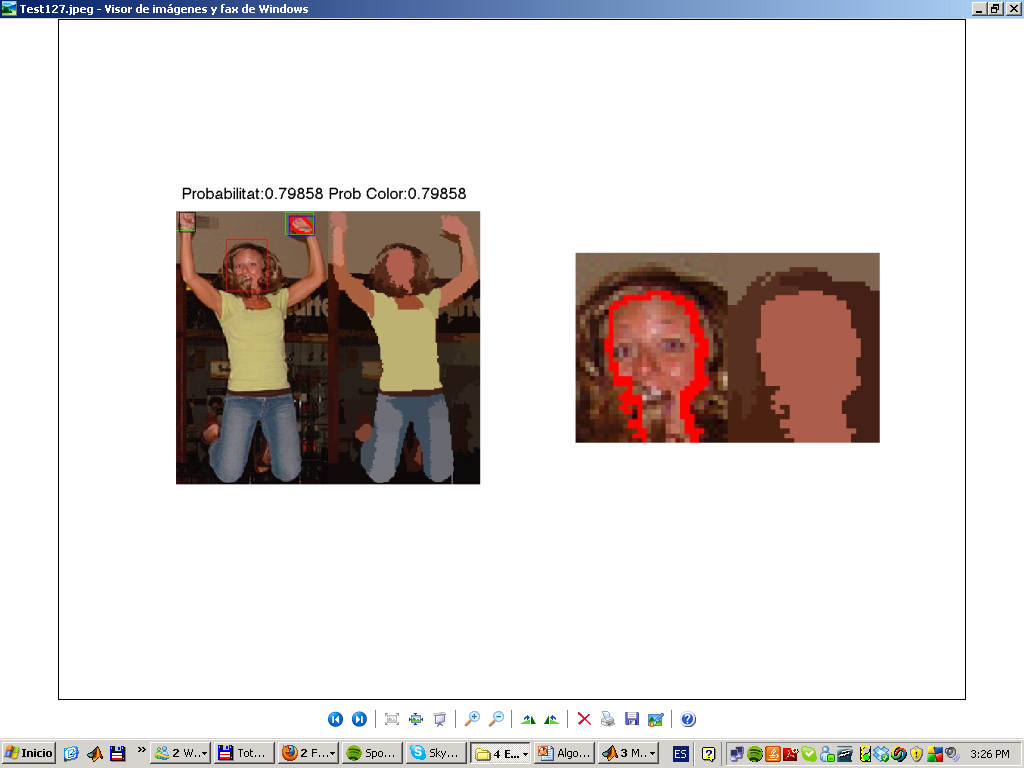 Test127.jpeg - Visor de imágenes y fax de Windows
Probabilitat:0.79858 Prob Color:0.79858
Inicio
»
2 W...
Tot...
2 F...
Spo...
Sky...
4 E...
Algo...
3 M...
ES
3:26 PM